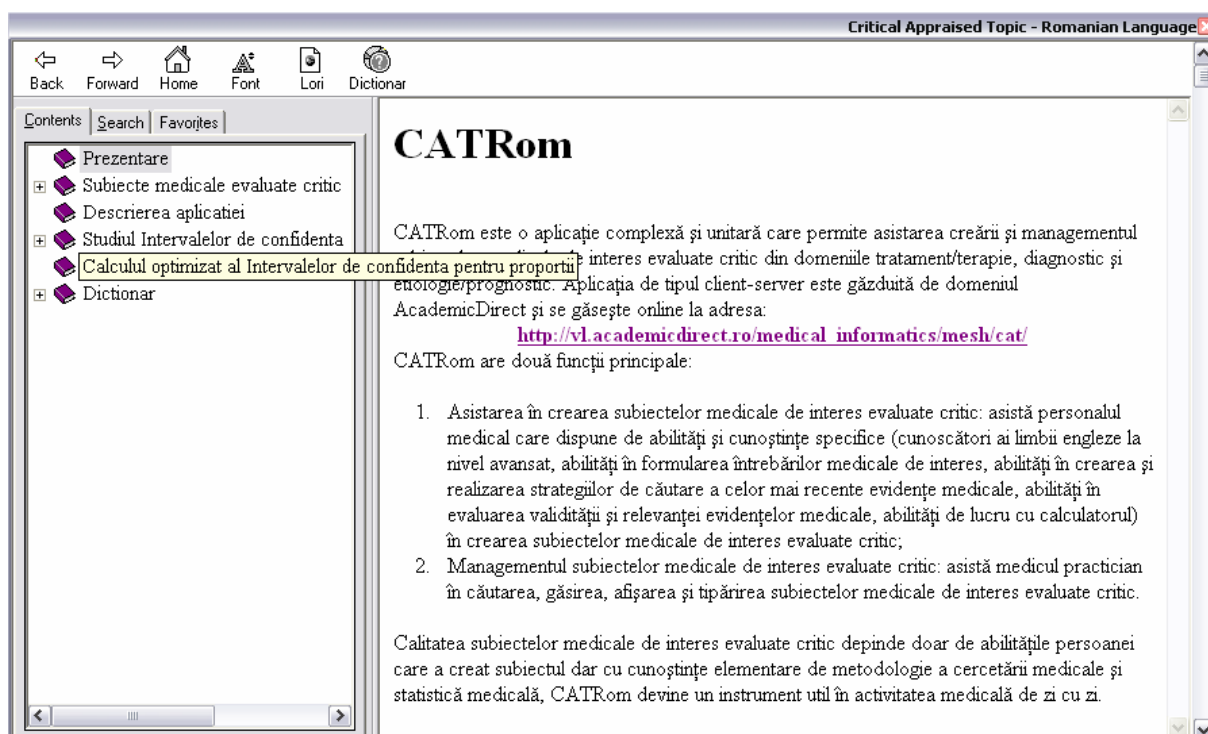 Critical Appraised Topic - Romanian Language
Back Forward Home Font Lori Dictionar
Contents Search Favorites
Prezentare
Subiecte medicale evaluate critic
Descrierea aplicatiei
Studiul Intervalelor de confidenta
Calculul optimizat al Intervalelor de confidenta pentru proportii
Dictionar
CATRom
CATRom este o aplicaţie complexă şi unitară care permite asistarea creării şi managementul
interes evaluate critic din domeniile tratament/terapie, diagnostic şi
etiologie/prognostic. Aplicaţia de tipul client-server este găzduită de domeniul
AcademicDirect şi se găseşte online la adresa:
http://vl.academicdirect.ro/medical_informatics/mesh/cat/
CATRom are două funcţii principale:
1. Asistarea în crearea subiectelor medicale de interes evaluate critic: asistă personalul
medical care dispune de abilităţi şi cunoştinţe specifice (cunoscători ai limbii engleze la
nivel avansat, abilităţi în formularea întrebărilor medicale de interes, abilităţi în crearea şi
realizarea strategiilor de căutare a celor mai recente evidenţe medicale, abilităţi în
evaluarea validităţii şi relevanţei evidenţelor medicale, abilităţi de lucru cu calculatorul)
în crearea subiectelor medicale de interes evaluate critic;
2. Managementul subiectelor medicale de interes evaluate critic: asistă medicul practician
în căutarea, găsirea, afişarea şi tipărirea subiectelor medicale de interes evaluate critic.
Calitatea subiectelor medicale de interes evaluate critic depinde doar de abilităţile persoanei
care a creat subiectul dar cu cunoştinţe elementare de metodologie a cercetării medicale şi
statistică medicală, CATRom devine un instrument util în activitatea medicală de zi cu zi.